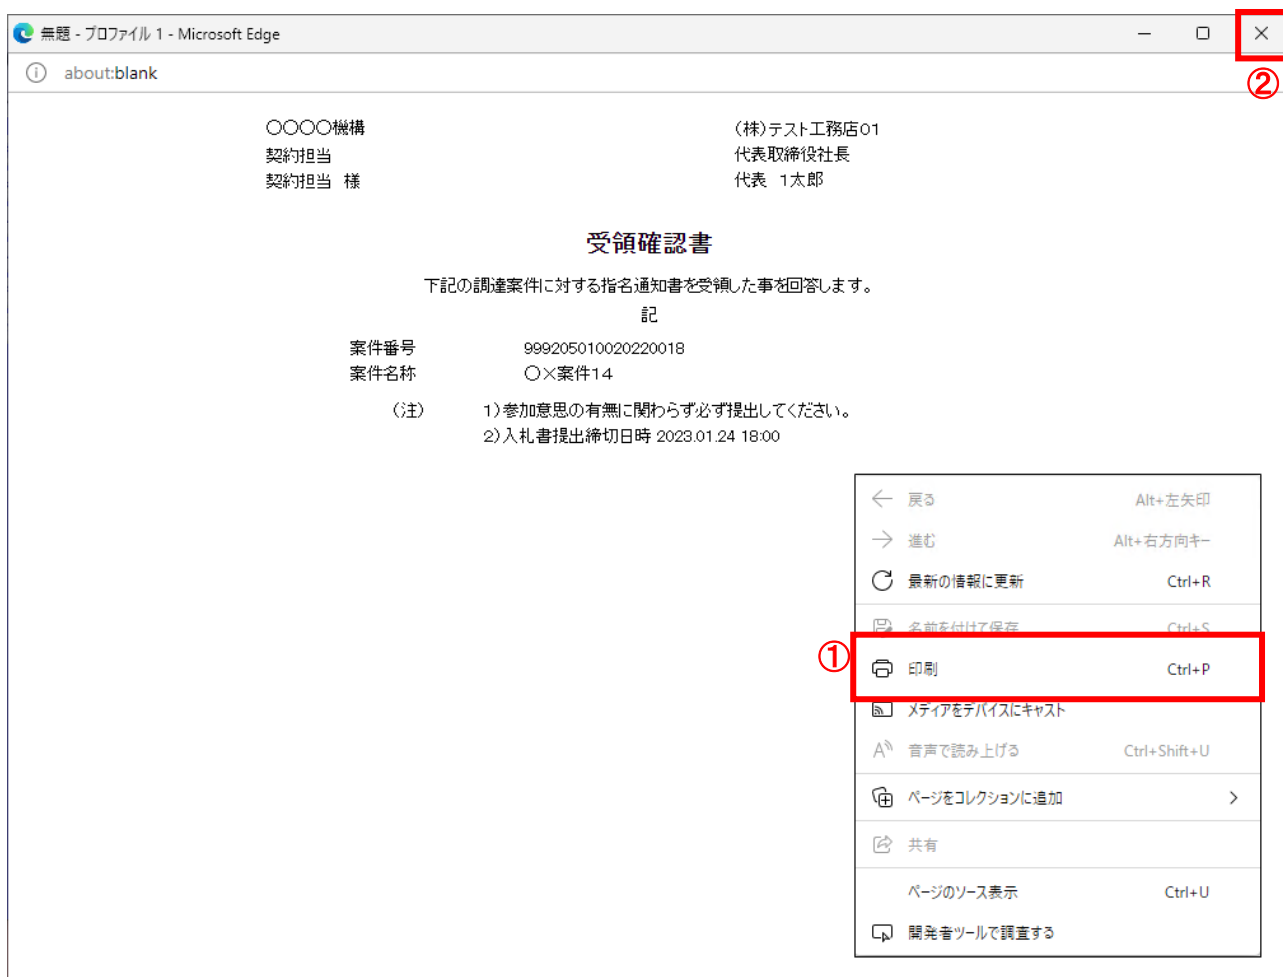 無題 - プロファイル 1 - Microsoft Edge
②
about:blank
〇〇〇〇機構
契約担当
契約担当 様
(株)テスト工務店01
代表取締役社長
代表 1太郎
受領確認書
下記の調達案件に対する指名通知書を受領した事を回答します。
記
案件番号 999205010020220018
案件名称 〇×案件14
(注) 1)参加意思の有無に関わらず必ず提出してください。
2)入札書提出締切日時 2023.01.24 18:00
戻る Alt+左矢印
進む Alt+右方向キー
最新の情報に更新 Ctrl+R
名前を付けて保存 Ctrl+S
① 印刷 Ctrl+P
メディアをデバイスにキャスト
音声で読み上げる Ctrl+Shift+U
ページをコレクションに追加
共有
ページのソース表示 Ctrl+U
開発者ツールで調査する